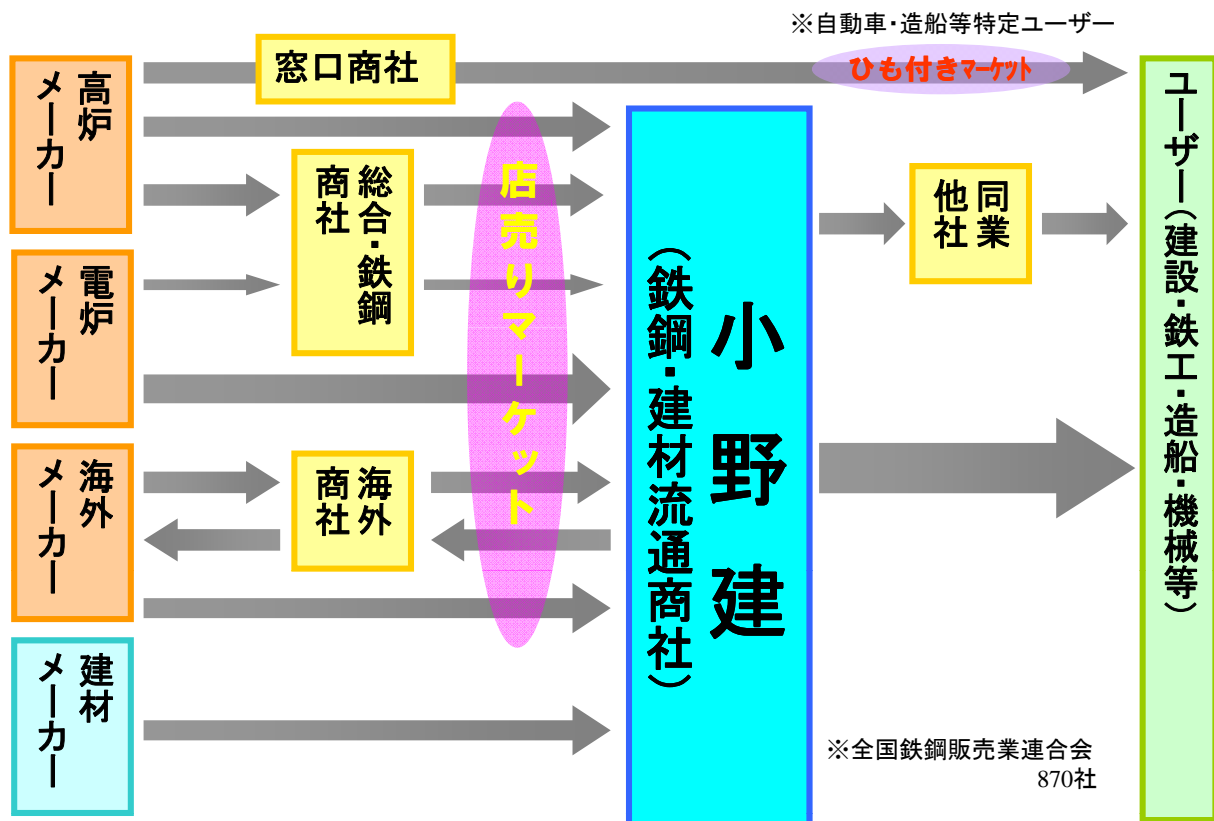 ※自動車・造船等特定ユーザー
ひも付きマーケット
窓口商社
高炉
メーカー
総合・鉄鋼
商社
電炉
メーカー
海外
メーカー
海外
商社
建材
メーカー
店売りマーケット
小野建
(鉄鋼・建材流通商社)
同業
他社
ユーザー(建設・鉄工・造船・機械等)
※全国鉄鋼販売業連合会
870社